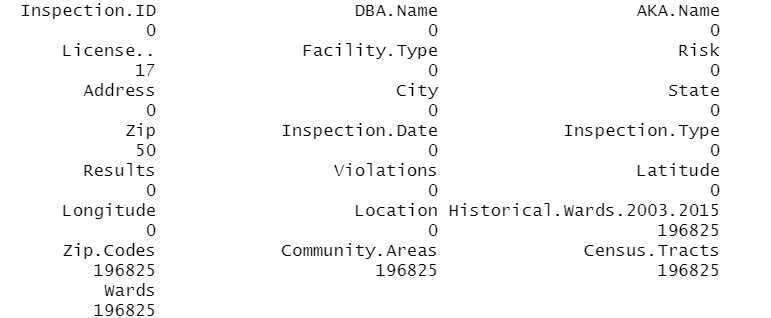 Inspection.ID DBA.Name AKA.Name
0 0 0
License.. Facility.Type Risk
17 0 0
Address City State
0 0 0
Zip Inspection.Date Inspection.Type
50 0 0
Results Violations Latitude
0 0 0
Longitude Location Historical.Wards.2003.2015
0 0 196825
Zip.Codes Community.Areas Census.Tracts
196825 196825 196825
Wards
196825